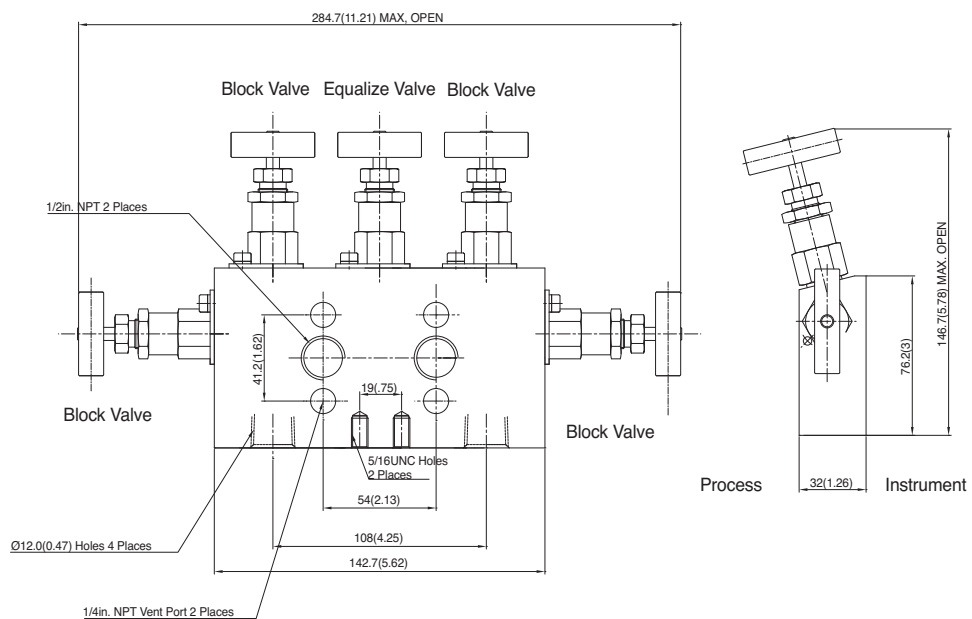 284.7(11.21) MAX, OPEN
Block Valve
Equalize Valve
Block Valve
1/2in. NPT 2 Places
146.7(5.78) MAX. OPEN
76.2(3)
41.2(1.62)
19(.75)
Block Valve
Block Valve
5/16UNC Holes
2 Places
Process
32(1.26)
Instrument
54(2.13)
Ø12.0(0.47) Holes 4 Places
108(4.25)
142.7(5.62)
1/4in. NPT Vent Port 2 Places